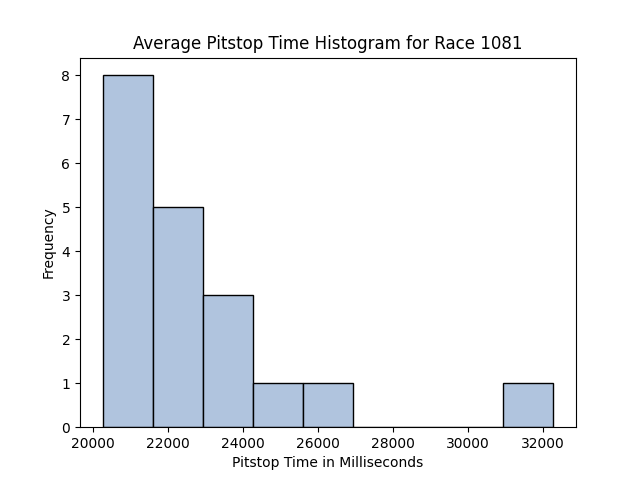 Average Pitstop Time Histogram for Race 1081
8
7
6
5
4
3
2
1
0
Frequency
20000 22000 24000 26000 28000 30000 32000
Pitstop Time in Milliseconds